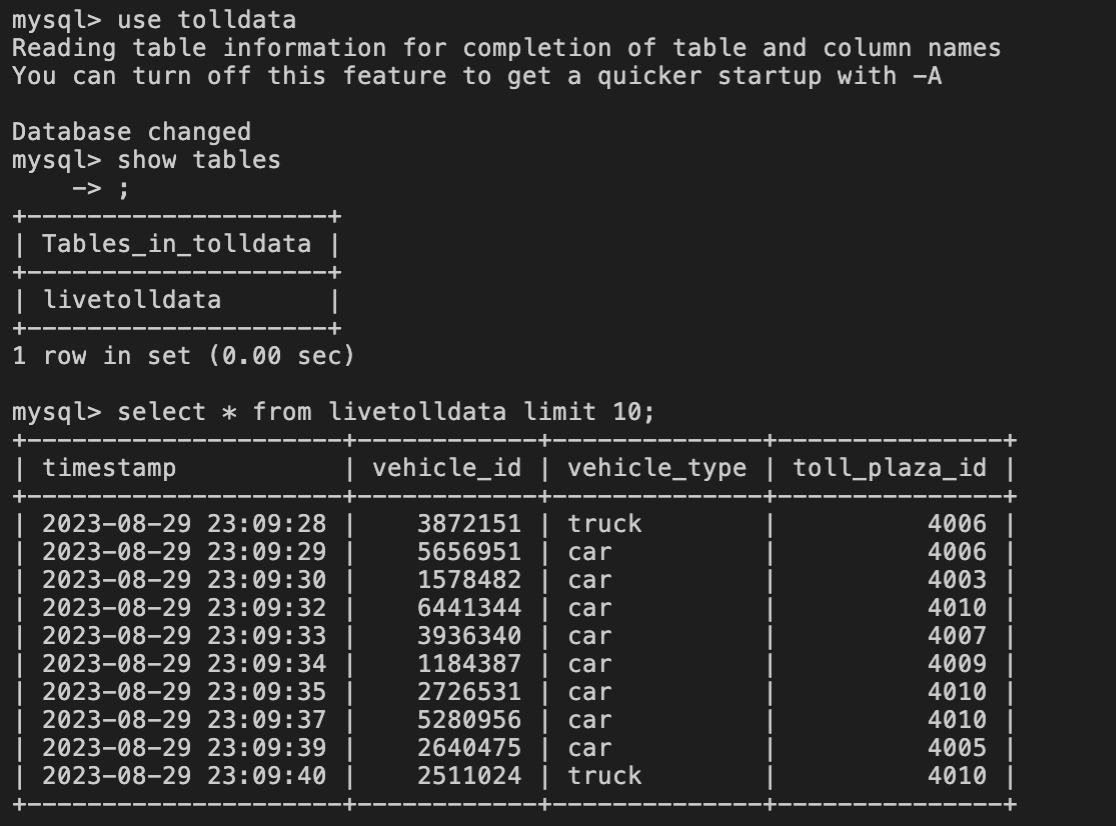 mysql> use tolldata
Reading table information for completion of table and column names
You can turn off this feature to get a quicker startup with -A

Database changed
mysql> show tables
    -> ;
+--------------------+
| Tables_in_tolldata |
+--------------------+
| livetolldata       |
+--------------------+
1 row in set (0.00 sec)

mysql> select * from livetolldata limit 10;
+---------------------+------------+--------------+---------------+
| timestamp           | vehicle_id | vehicle_type | toll_plaza_id |
+---------------------+------------+--------------+---------------+
| 2023-08-29 23:09:28 |    3872151 | truck        |          4006 |
| 2023-08-29 23:09:29 |    5656951 | car          |          4006 |
| 2023-08-29 23:09:30 |    1578482 | car          |          4003 |
| 2023-08-29 23:09:32 |    6441344 | car          |          4010 |
| 2023-08-29 23:09:33 |    3936340 | car          |          4007 |
| 2023-08-29 23:09:34 |    1184387 | car          |          4009 |
| 2023-08-29 23:09:35 |    2726531 | car          |          4010 |
| 2023-08-29 23:09:37 |    5280956 | car          |          4010 |
| 2023-08-29 23:09:39 |    2640475 | car          |          4005 |
| 2023-08-29 23:09:40 |    2511024 | truck        |          4010 |
+---------------------+------------+--------------+---------------+